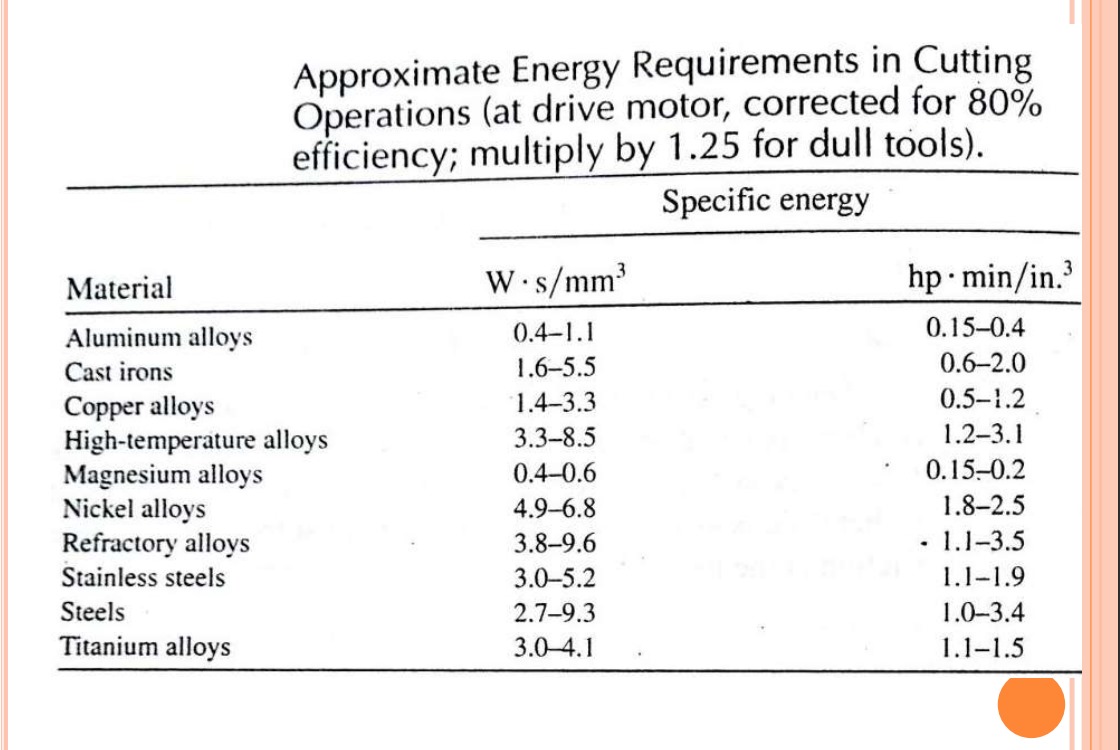 Approximate Energy Requirements in Cutting
Operations (at drive motor, corrected for 80%
efficiency; multiply by 1.25 for dull tools).
Specific energy
Material W · s/mm³ hp · min/in.³
Aluminum alloys 0.4–1.1 0.15–0.4
Cast irons 1.6–5.5 0.6–2.0
Copper alloys 1.4–3.3 0.5–1.2
High-temperature alloys 3.3–8.5 1.2–3.1
Magnesium alloys 0.4–0.6 0.15–0.2
Nickel alloys 4.9–6.8 1.8–2.5
Refractory alloys 3.8–9.6 1.1–3.5
Stainless steels 3.0–5.2 1.1–1.9
Steels 2.7–9.3 1.0–3.4
Titanium alloys 3.0–4.1 1.1–1.5